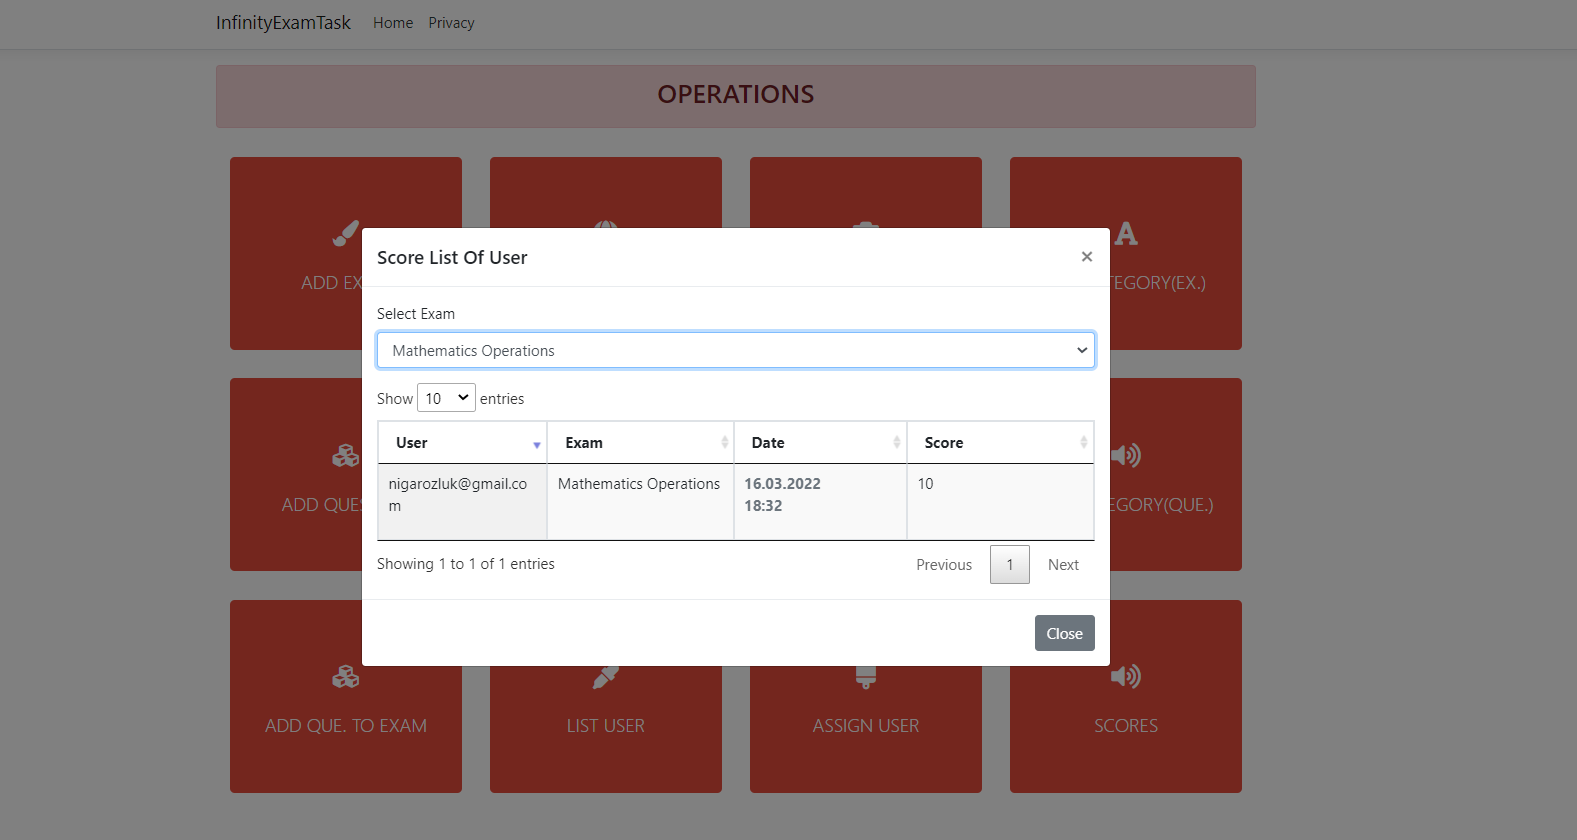 InfinityExamTask Home Privacy
OPERATIONS
ADD EX
TEGORY(EX.)
Score List Of User ×
Select Exam
Mathematics Operations
Show 10 entries
User Exam Date Score
nigarozluk@gmail.co
m
Mathematics Operations
16.03.2022
18:32
10
Showing 1 to 1 of 1 entries
Previous 1 Next
Close
ADD QUES
EGORY(QUE.)
ADD QUE. TO EXAM
LIST USER
ASSIGN USER
SCORES